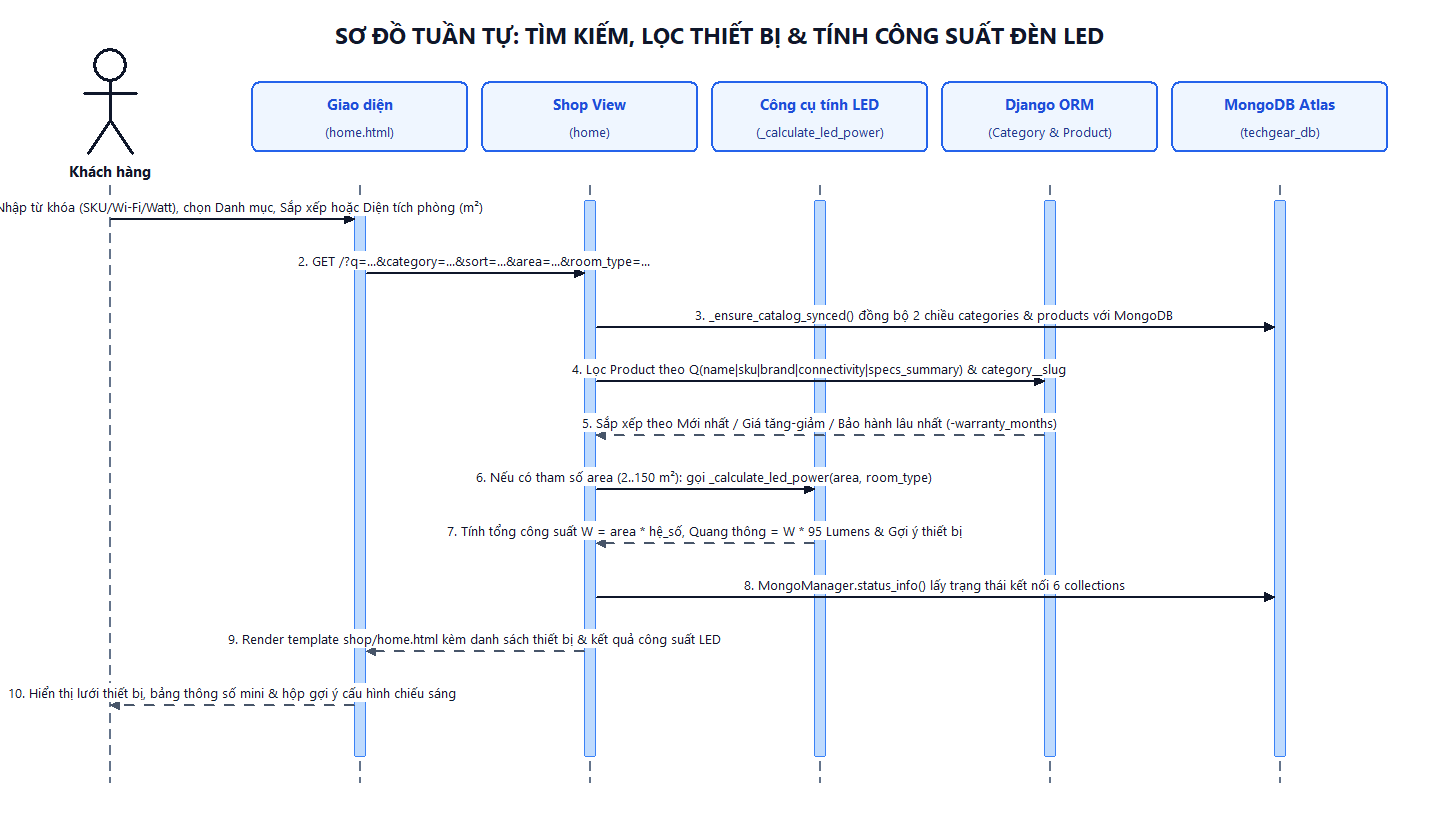 SƠ ĐỒ TUẦN TỰ: TÌM KIẾM, LỌC THIẾT BỊ & TÍNH CÔNG SUẤT ĐÈN LED
Giao diện
(home.html)
Shop View
(home)
Công cụ tính LED
(_calculate_led_power)
Django ORM
(Category & Product)
MongoDB Atlas
(techgear_db)
Khách hàng
Nhập từ khóa (SKU/Wi-Fi/Watt), chọn Danh mục, Sắp xếp hoặc Diện tích phòng (m²)
2. GET /?q=...&category=...&sort=...&area=...&room_type=...
3. _ensure_catalog_synced() đồng bộ 2 chiều categories & products với MongoDB
4. Lọc Product theo Q(name|sku|brand|connectivity|specs_summary) & category__slug
5. Sắp xếp theo Mới nhất / Giá tăng-giảm / Bảo hành lâu nhất (-warranty_months)
6. Nếu có tham số area (2..150 m²): gọi _calculate_led_power(area, room_type)
7. Tính tổng công suất W = area * hệ_số, Quang thông = W * 95 Lumens & Gợi ý thiết bị
8. MongoManager.status_info() lấy trạng thái kết nối 6 collections
9. Render template shop/home.html kèm danh sách thiết bị & kết quả công suất LED
10. Hiển thị lưới thiết bị, bảng thông số mini & hộp gợi ý cấu hình chiếu sáng